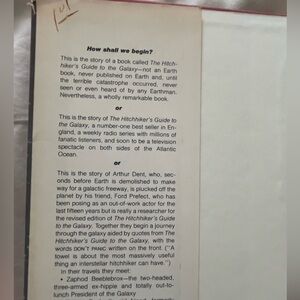 How shall we begin?
This is the story of a book called The Hitch-
hiker's Guide to the Galaxy—not an Earth
book, never published on Earth and, until
the terrible catastrophe occurred, never
seen or even heard of by any Earthman.
Nevertheless, a wholly remarkable book.
or
This is the story of The Hitchhiker's Guide to
the Galaxy, a number-one best seller in En-
gland, a weekly radio series with millions of
fanatic listeners, and soon to be a television
spectacle on both sides of the Atlantic
Ocean.
or
This is the story of Arthur Dent, who, sec-
onds before Earth is demolished to make
way for a galactic freeway, is plucked off the
planet by his friend, Ford Prefect, who has
been posing as an out-of-work actor for the
last fifteen years but is really a researcher for
the revised edition of The Hitchhiker's Guide
to the Galaxy. Together they begin a journey
through the galaxy aided by quotes from The
Hitchhiker's Guide to the Galaxy, with the
words DON'T PANIC written on the front. ("A
towel is about the most massively useful
thing an interstellar hitchhiker can have.")
In their travels they meet:
• Zaphod Beeblebrox—the two-headed,
three-armed ex-hippie and totally out-to-
lunch President of the Galaxy